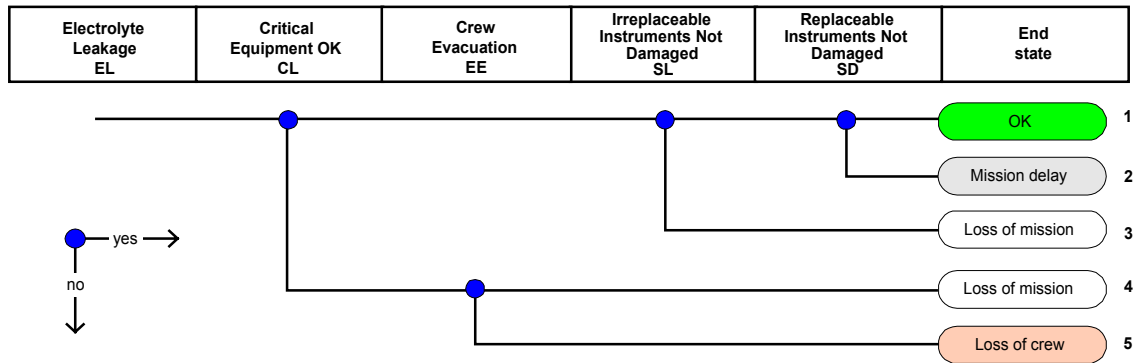 Electrolyte
Leakage
EL
Critical
Equipment OK
CL
Crew
Evacuation
EE
Irreplaceable
Instruments Not
Damaged
SL
Replaceable
Instruments Not
Damaged
SD
End
state
OK 1
Mission delay 2
yes
Loss of mission 3
no
Loss of mission 4
Loss of crew 5